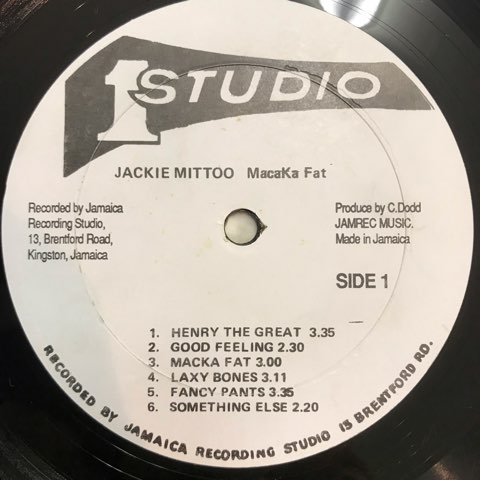 1 STUDIO
JACKIE MITTOO MacaKa Fat
Recorded by Jamaica
Recording Studio,
13, Brentford Road,
Kingston, Jamaica
Produce by C.Dodd
JAMREC MUSIC.
Made in Jamaica
SIDE 1
1. HENRY THE GREAT 3.35
2. GOOD FEELING 2.30
3. MACKA FAT 3.00
4. LAXY BONES 3.11
5. FANCY PANTS 3.35
6. SOMETHING ELSE 2.20
RECORDED BY JAMAICA RECORDING STUDIO 13 BRENTFORD RD.